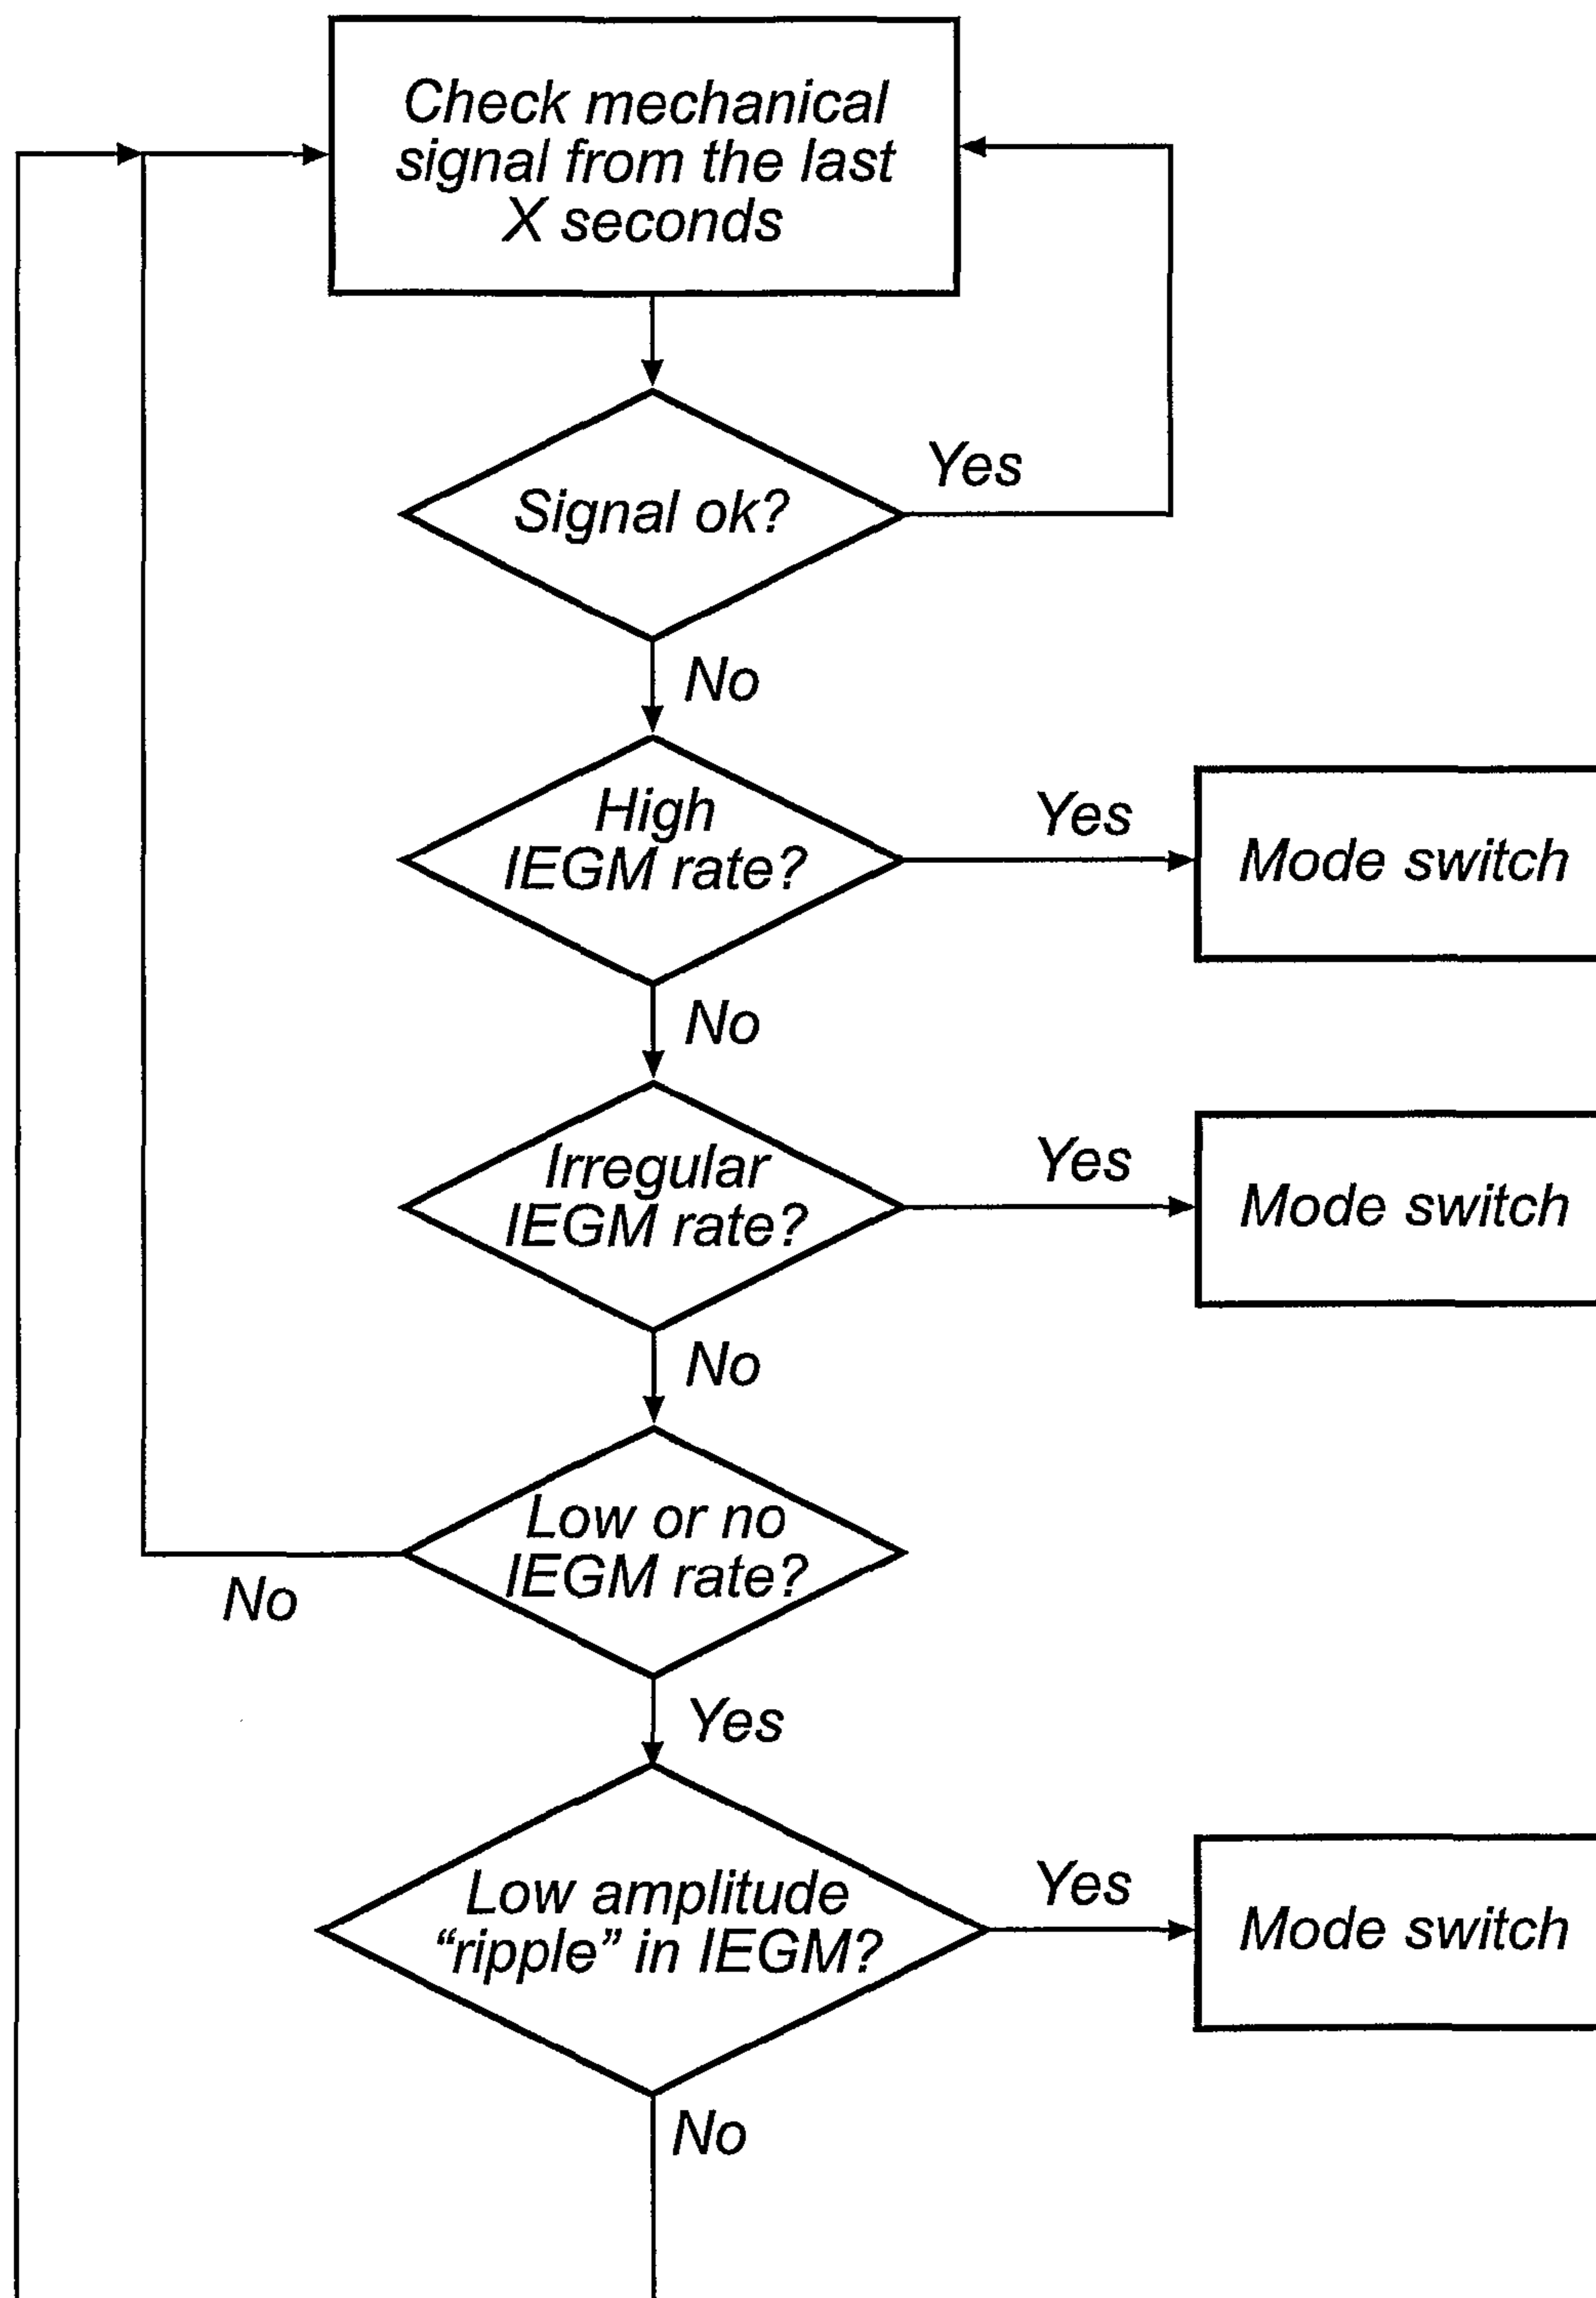 Check mechanical
signal from the last
X seconds
Signal ok?
Yes
No
High
IEGM rate?
Yes
Mode switch
No
Irregular
IEGM rate?
Yes
Mode switch
No
Low or no
IEGM rate?
No
Yes
Low amplitude
“ripple” in IEGM?
Yes
Mode switch
No